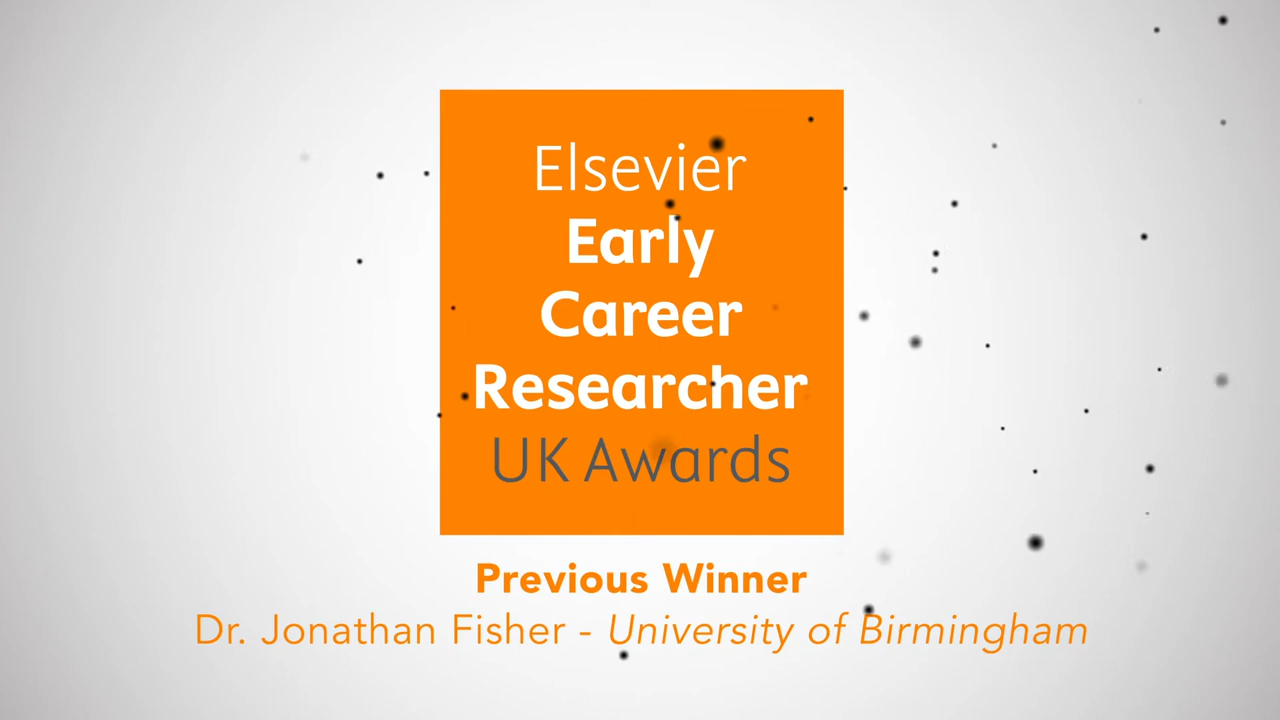 Elsevier
Early
Career
Researcher
UK Awards
Previous Winner
Dr. Jonathan Fisher - University of Birmingham